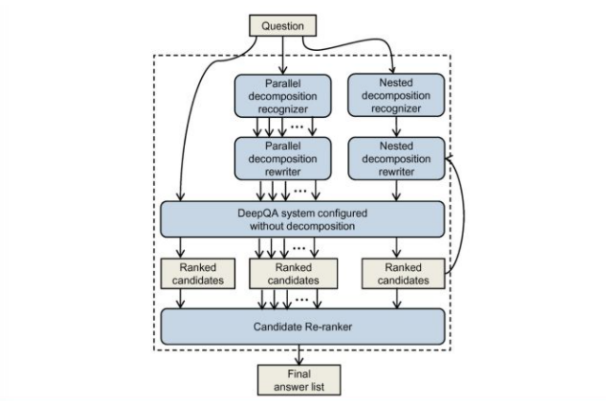 Question
Parallel
decomposition
recognizer
Nested
decomposition
recognizer
...
Parallel
decomposition
rewriter
Nested
decomposition
rewriter
...
DeepQA system configured
without decomposition
...
Ranked
candidates
Ranked
candidates
Ranked
candidates
...
Candidate Re-ranker
Final
answer list